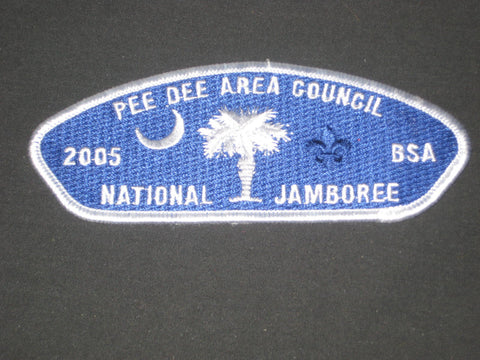 PEE DEE AREA COUNCIL
2005 BSA
NATIONAL JAMBOREE